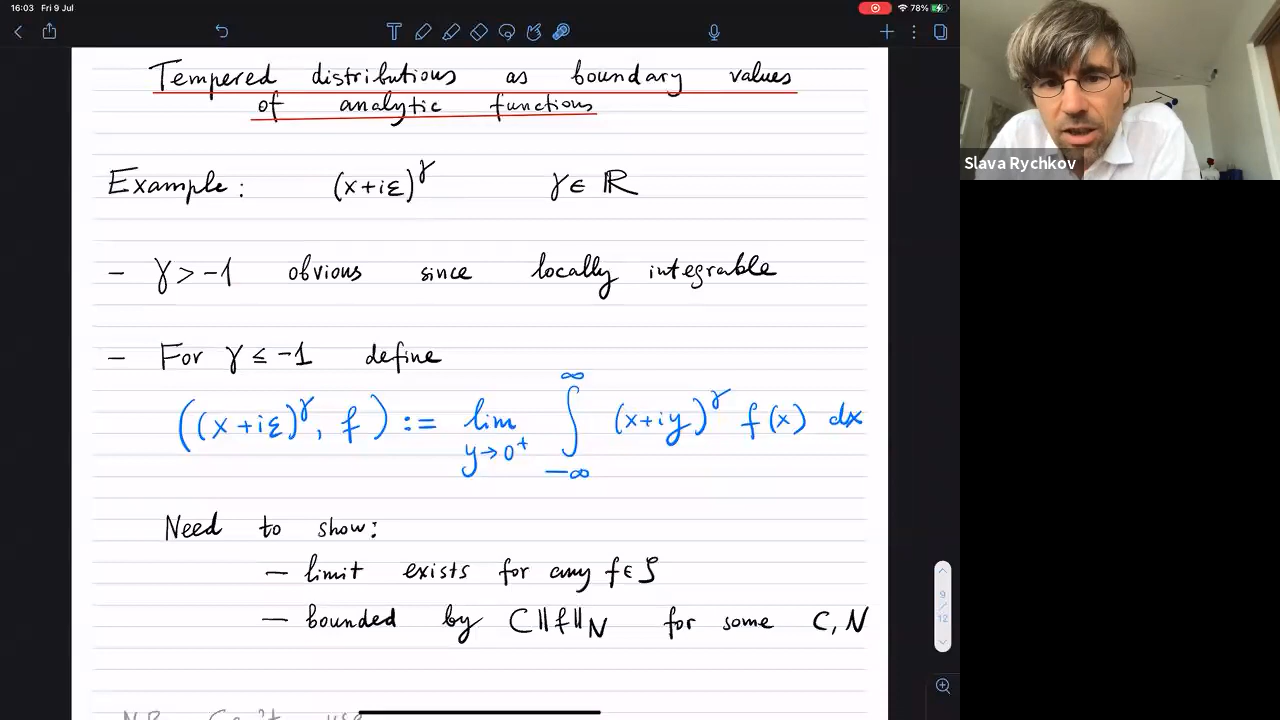 16:03 Fri 9 Jul
78%
Tempered distributions as boundary values
of analytic functions
Slava Rychkov
Example: (x+iε)^γ γ ∈ ℝ
- γ > -1 obvious since locally integrable
- For γ ≤ -1 define
((x+iε)^γ, f) := lim_{y→0⁺} ∫_{-∞}^{∞} (x+iy)^γ f(x) dx
Need to show:
- limit exists for any f ∈ S
- bounded by C‖f‖_N for some C, N
9
/
12